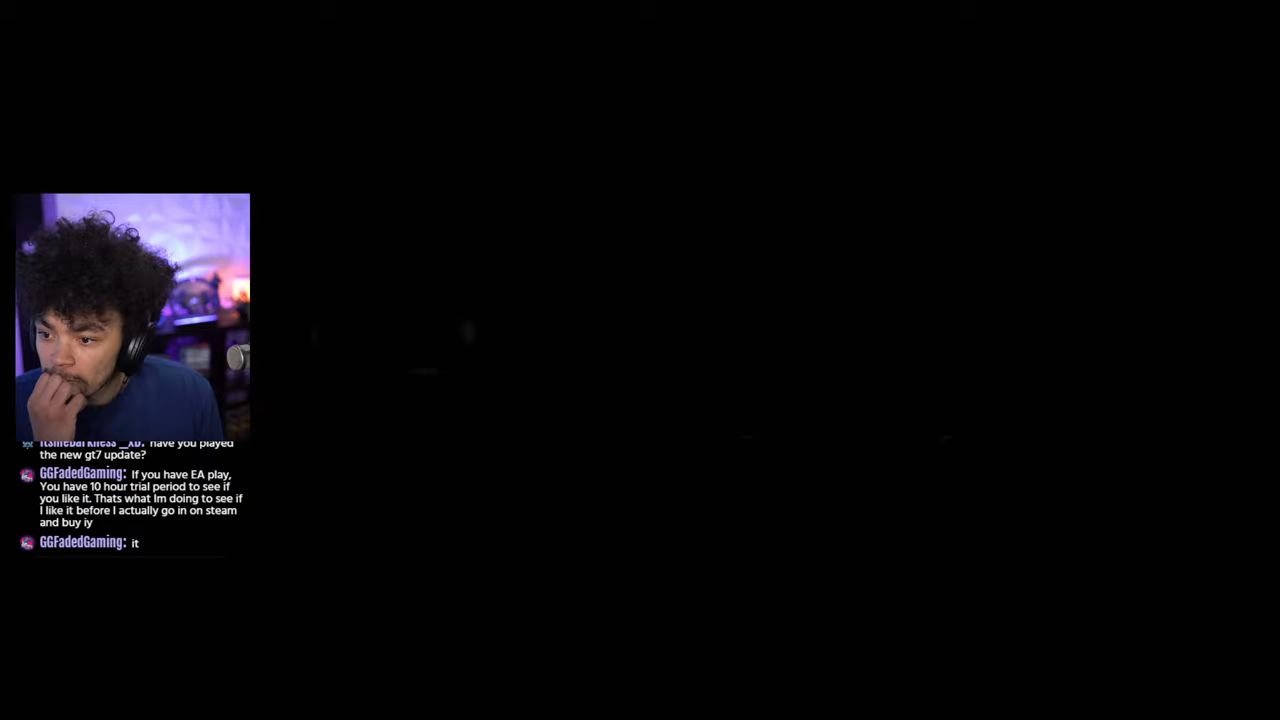 have you played
the new gt7 update?
GGFadedGaming: If you have EA play,
You have 10 hour trial period to see if
you like it. Thats what Im doing to see if
I like it before I actually go in on steam
and buy iy
GGFadedGaming: it